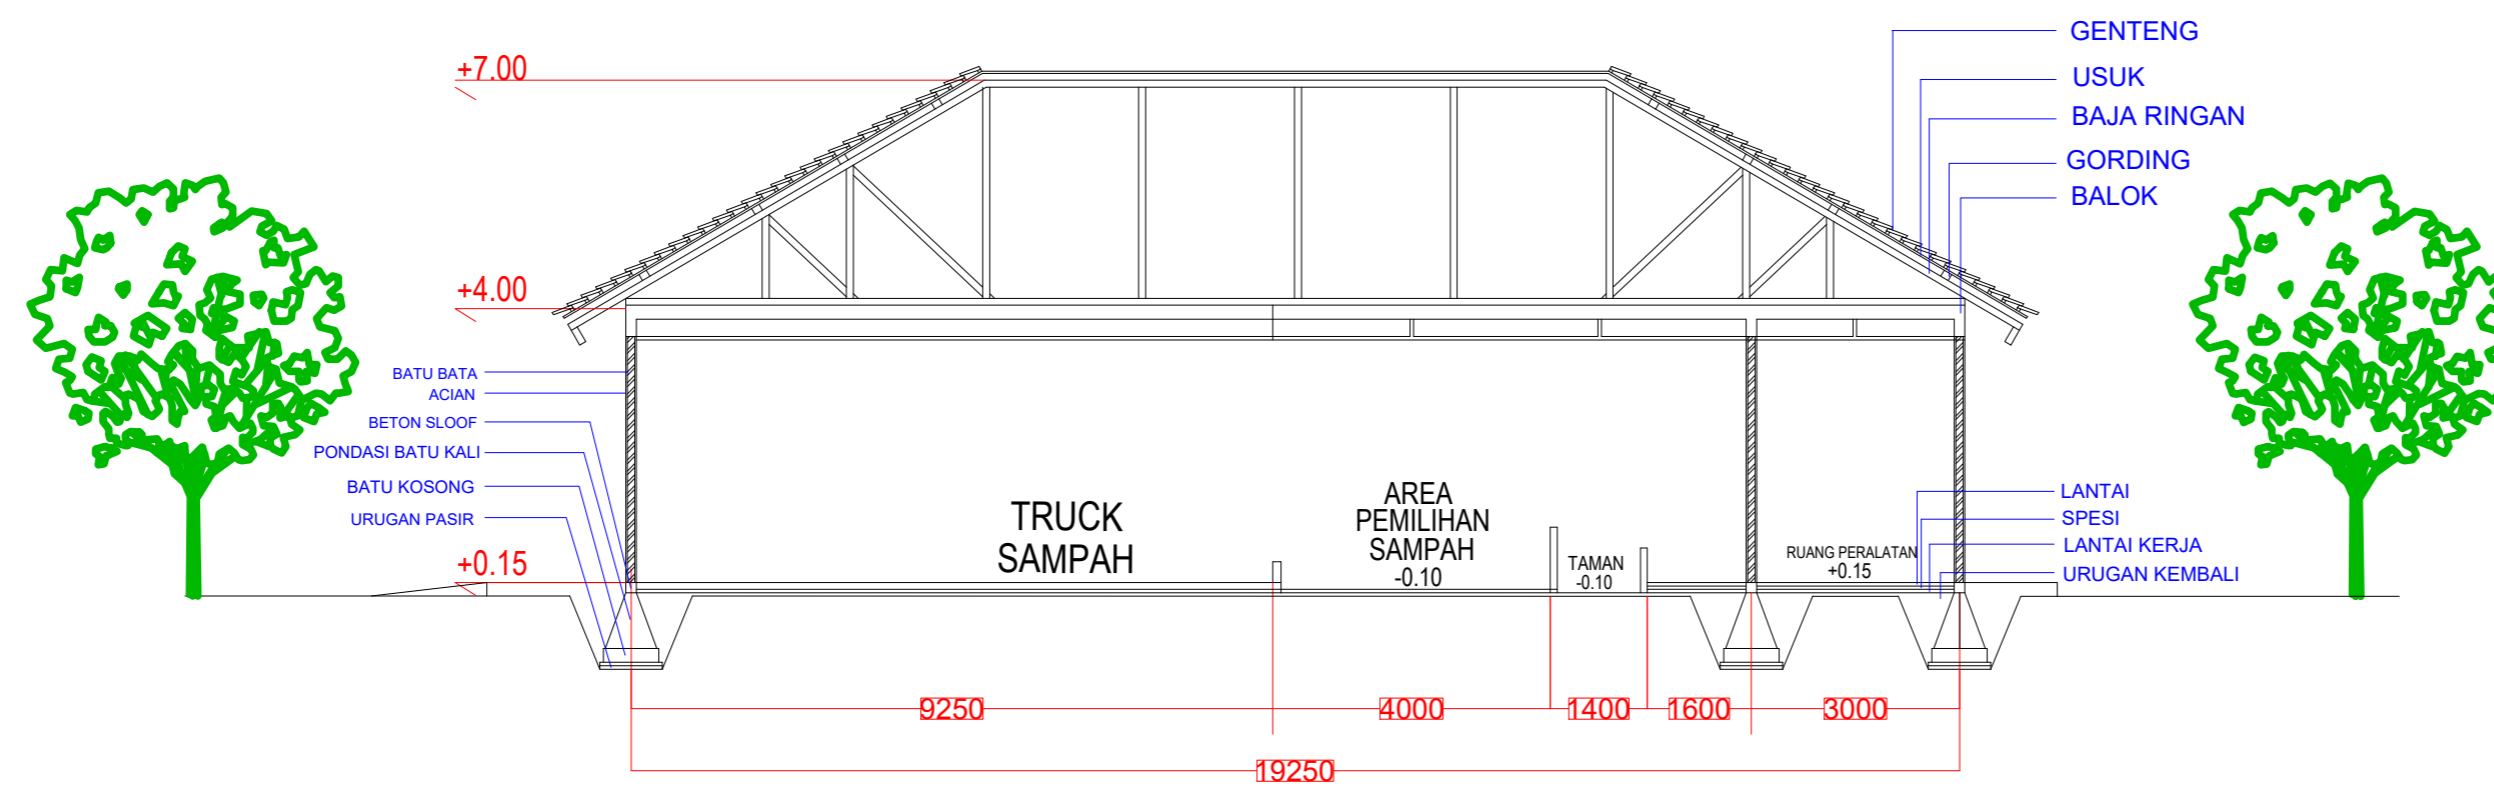 GENTENG
+7.00
USUK
BAJA RINGAN
GORDING
BALOK
+4.00
BATU BATA
ACIAN
BETON SLOOF
PONDASI BATU KALI
BATU KOSONG
URUGAN PASIR
+0.15
TRUCK
SAMPAH
AREA
PEMILIHAN
SAMPAH
-0.10
TAMAN
-0.10
RUANG PERALATAN
+0.15
LANTAI
SPESI
LANTAI KERJA
URUGAN KEMBALI
9250
4000
1400
1600
3000
19250